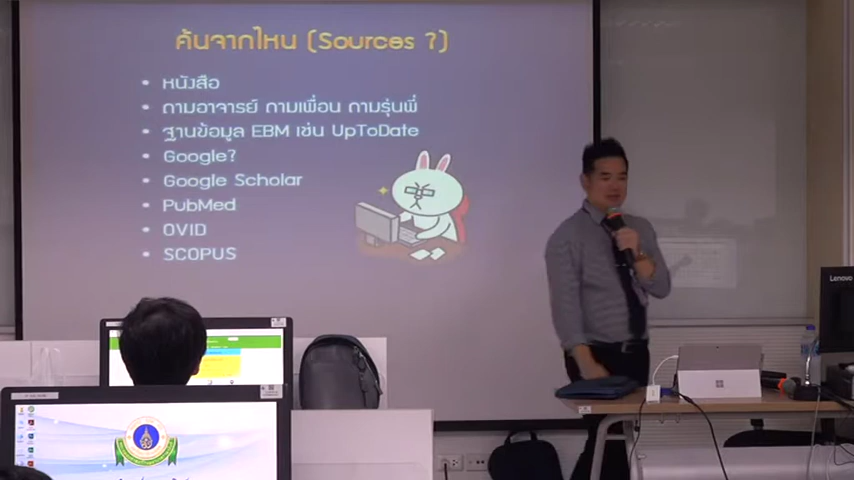 ค้นจากไหน (Sources ?)
• หนังสือ
• ถามอาจารย์ ถามเพื่อน ถามรุ่นพี่
• ฐานข้อมูล EBM เช่น UpToDate
• Google?
• Google Scholar
• PubMed
• OVID
• SCOPUS
Lenovo